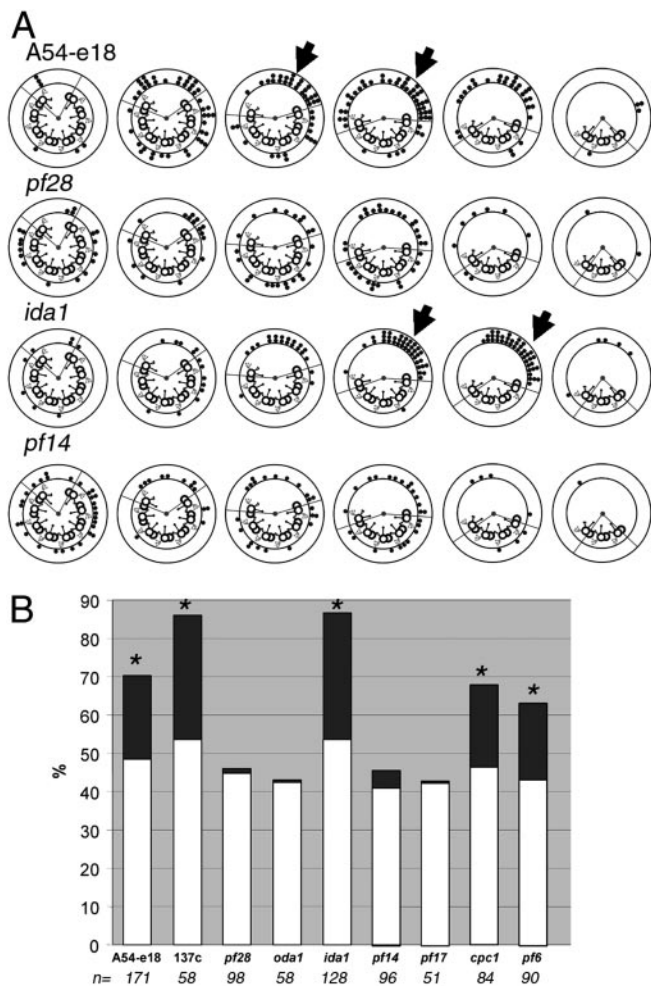 A
A54-e18
pf28
ida1
pf14
B
90
80
70
60
50
40
30
20
10
0
%
* * * * *
A54-e18 137c pf28 oda1 ida1 pf14 pf17 cpc1 pf6
n= 171 58 98 58 128 96 51 84 90